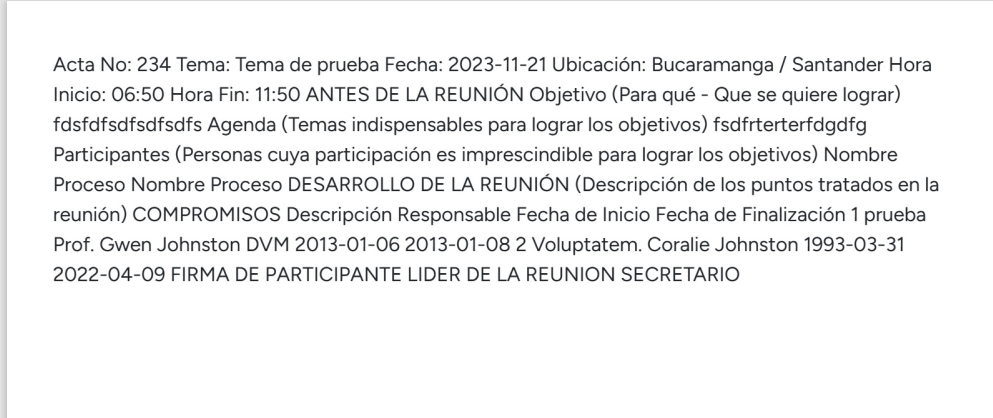 Acta No: 234 Tema: Tema de prueba Fecha: 2023-11-21 Ubicación: Bucaramanga / Santander Hora
Inicio: 06:50 Hora Fin: 11:50 ANTES DE LA REUNIÓN Objetivo (Para qué - Que se quiere lograr)
fdsfdfsdfsdfsdfs Agenda (Temas indispensables para lograr los objetivos) fsdfrterterfdgdfg
Participantes (Personas cuya participación es imprescindible para lograr los objetivos) Nombre
Proceso Nombre Proceso DESARROLLO DE LA REUNIÓN (Descripción de los puntos tratados en la
reunión) COMPROMISOS Descripción Responsable Fecha de Inicio Fecha de Finalización 1 prueba
Prof. Gwen Johnston DVM 2013-01-06 2013-01-08 2 Voluptatem. Coralie Johnston 1993-03-31
2022-04-09 FIRMA DE PARTICIPANTE LIDER DE LA REUNION SECRETARIO